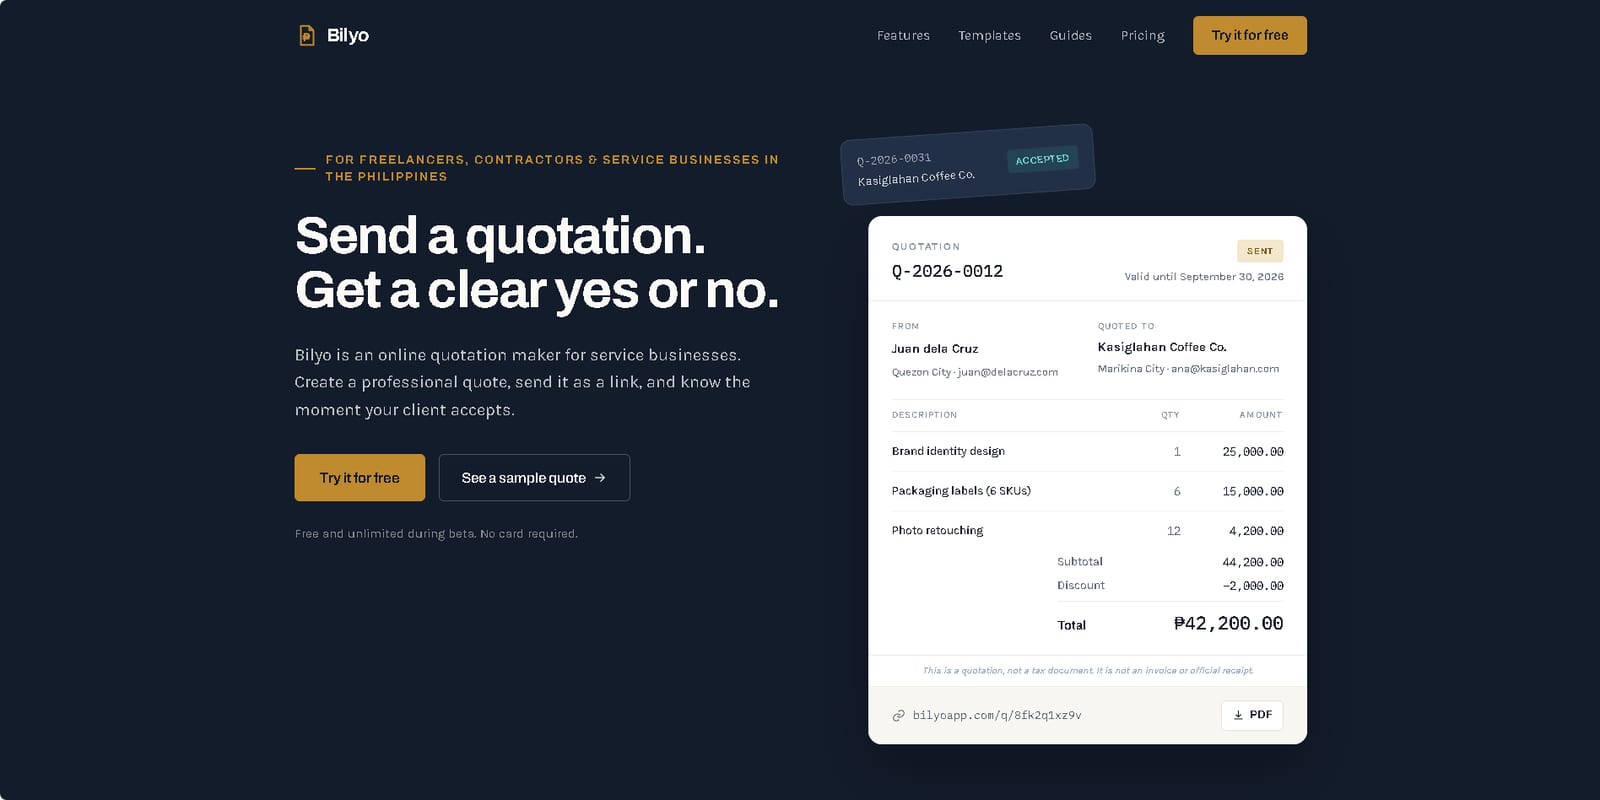 Bilyo
Features Templates Guides Pricing Try it for free
FOR FREELANCERS, CONTRACTORS & SERVICE BUSINESSES IN
THE PHILIPPINES
Send a quotation.
Get a clear yes or no.
Bilyo is an online quotation maker for service businesses.
Create a professional quote, send it as a link, and know the
moment your client accepts.
Try it for free See a sample quote →
Free and unlimited during beta. No card required.
Q-2026-0031
Kasiglahan Coffee Co.
ACCEPTED
QUOTATION
Q-2026-0012
SENT
Valid until September 30, 2026
FROM
Juan dela Cruz
Quezon City · juan@delacruz.com
QUOTED TO
Kasiglahan Coffee Co.
Marikina City · ana@kasiglahan.com
DESCRIPTION QTY AMOUNT
Brand identity design 1 25,000.00
Packaging labels (6 SKUs) 6 15,000.00
Photo retouching 12 4,200.00
Subtotal 44,200.00
Discount −2,000.00
Total ₱42,200.00
This is a quotation, not a tax document. It is not an invoice or official receipt.
bilyoapp.com/q/8fk2q1xz9v PDF